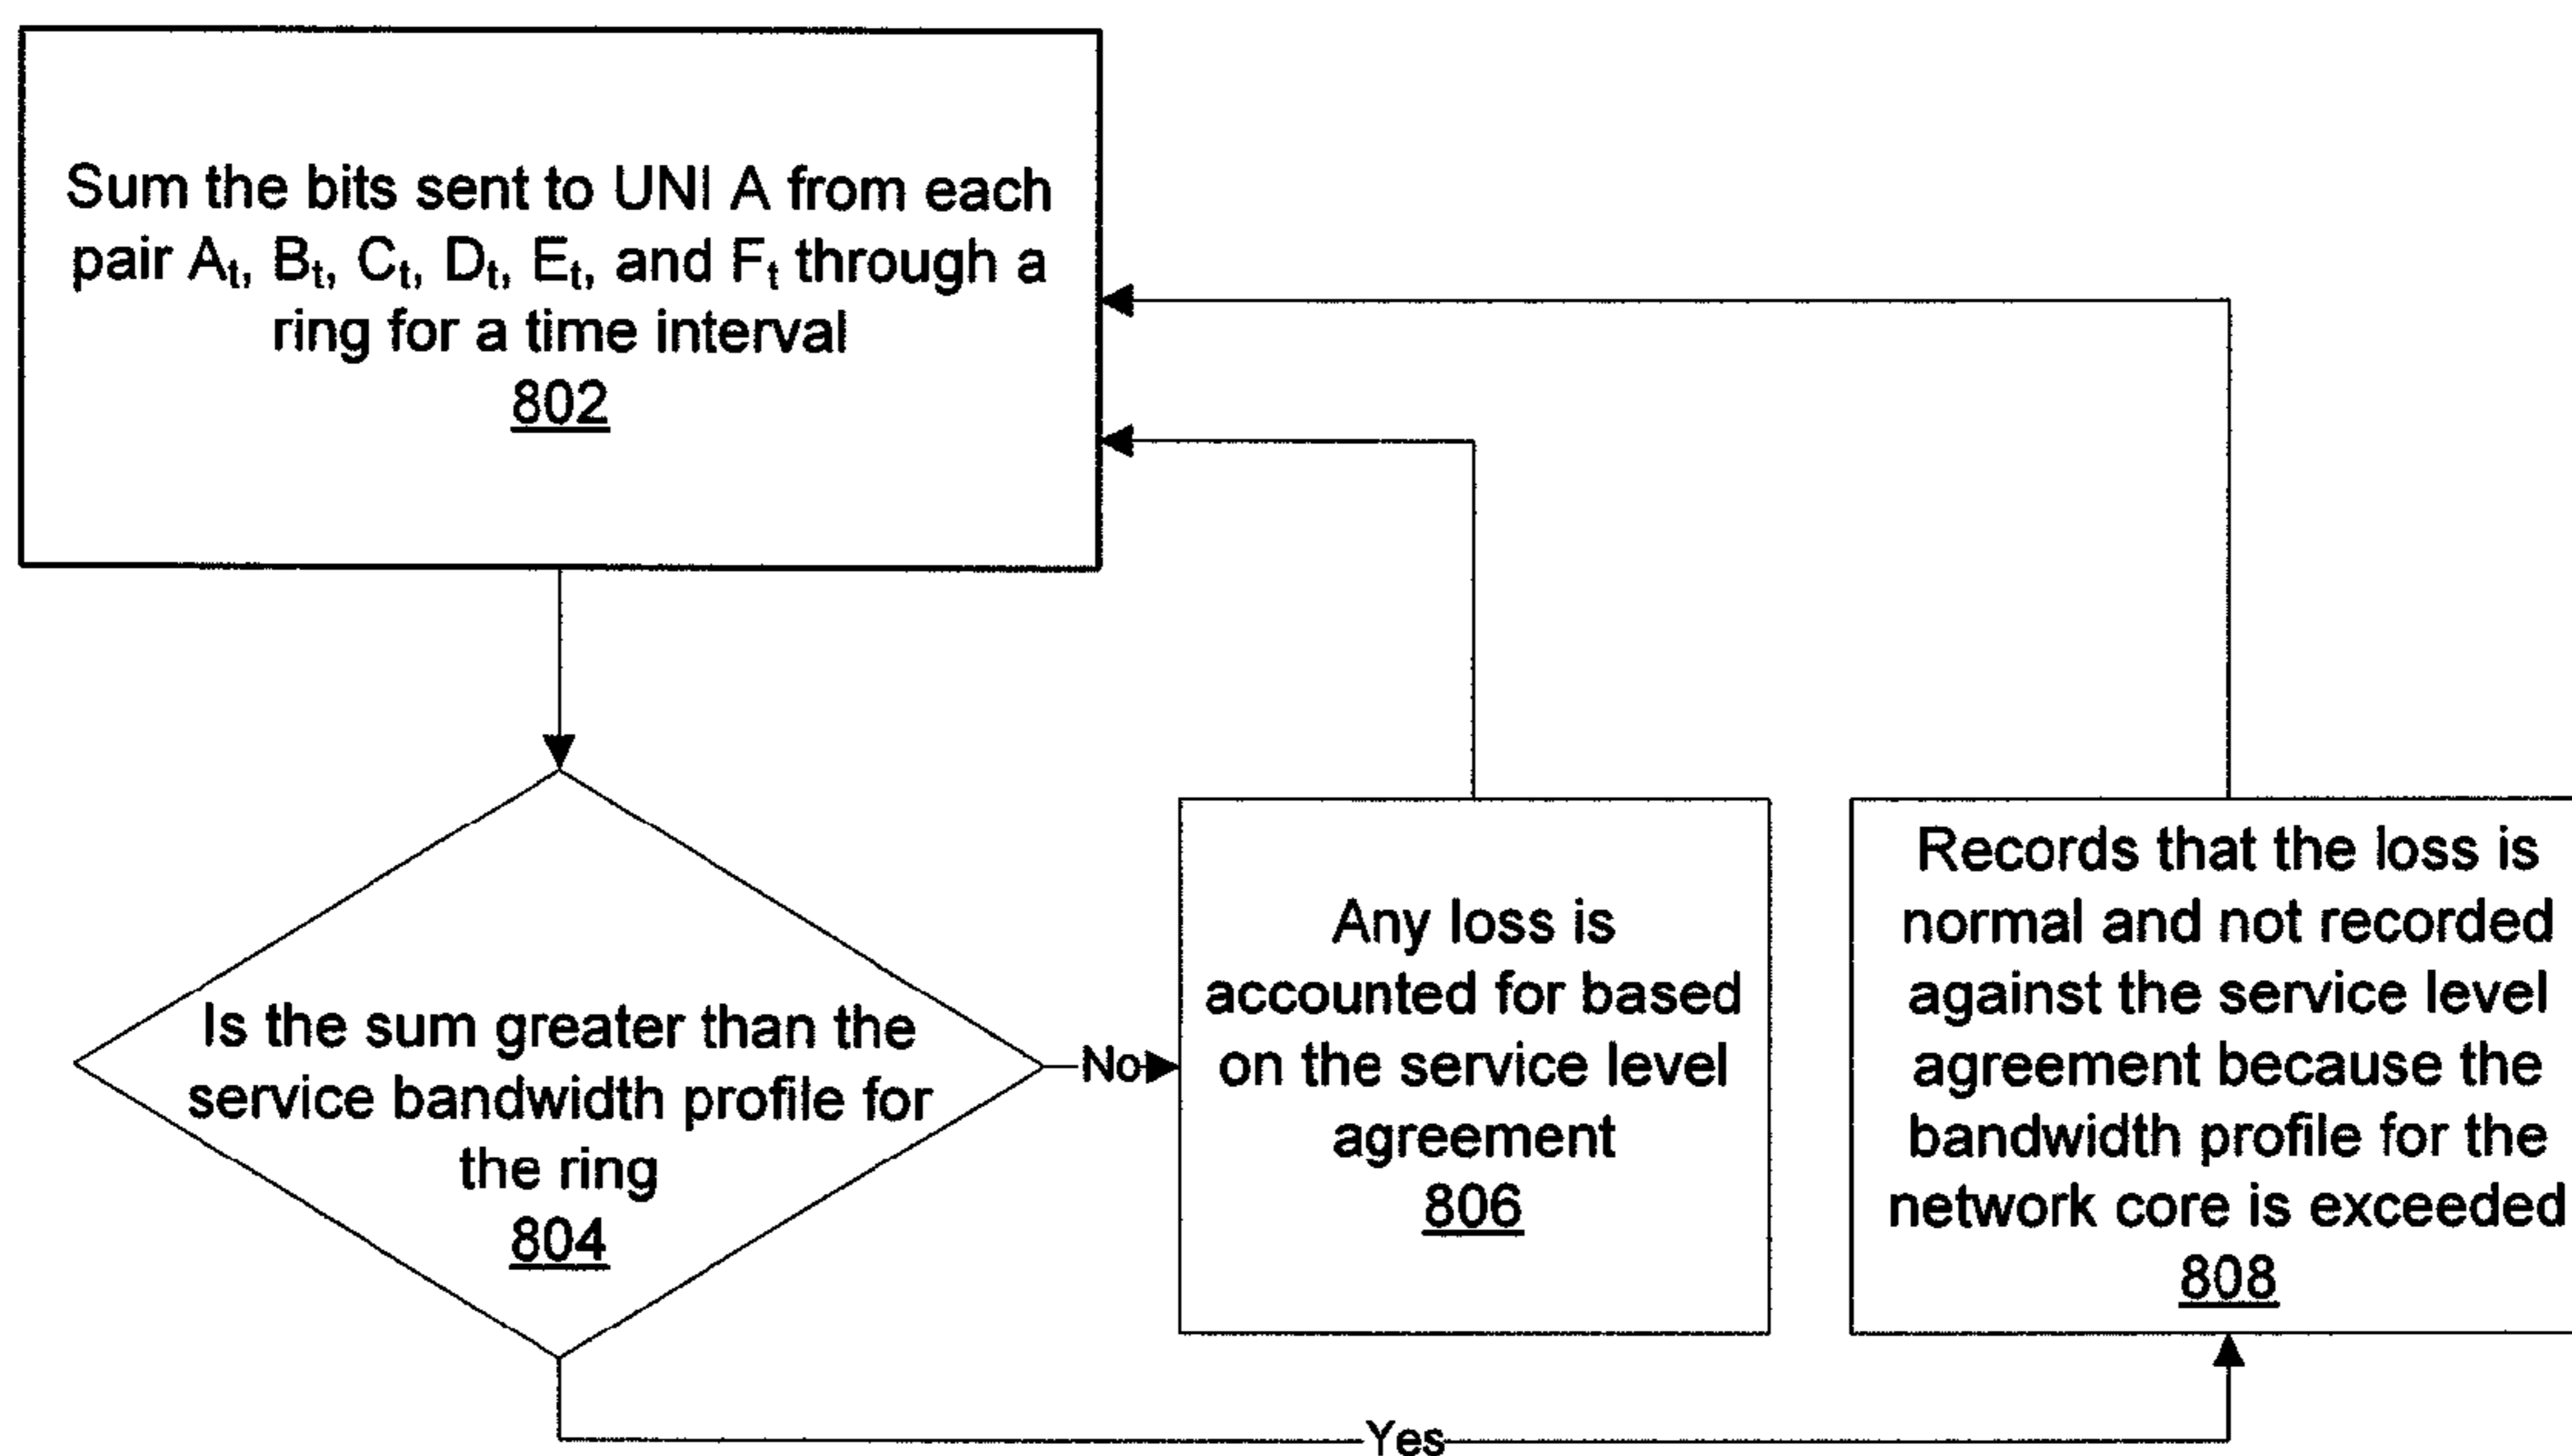 Sum the bits sent to UNI A from each
pair Aₜ, Bₜ, Cₜ, Dₜ, Eₜ, and Fₜ through a
ring for a time interval
802
Is the sum greater than the
service bandwidth profile for
the ring
804
No
Any loss is
accounted for based
on the service level
agreement
806
Records that the loss is
normal and not recorded
against the service level
agreement because the
bandwidth profile for the
network core is exceeded
808
Yes